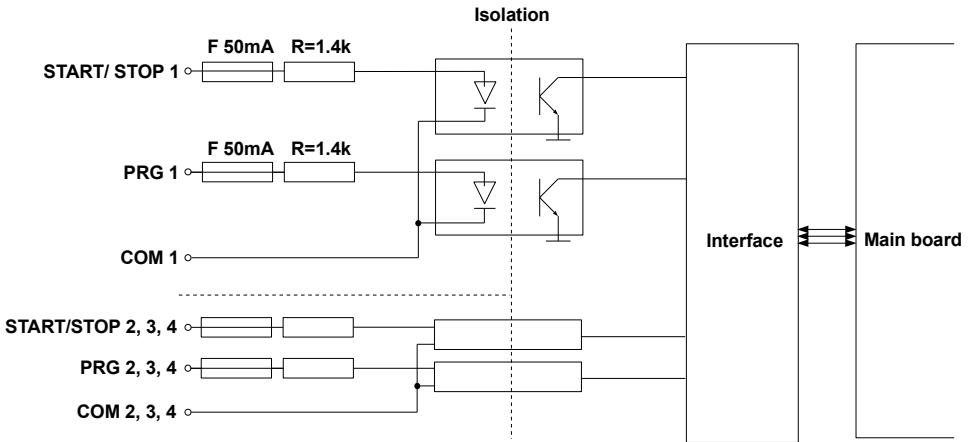 Isolation
F 50mA R=1.4k
START/ STOP 1
F 50mA R=1.4k
PRG 1
COM 1
Interface
Main board
START/STOP 2, 3, 4
PRG 2, 3, 4
COM 2, 3, 4